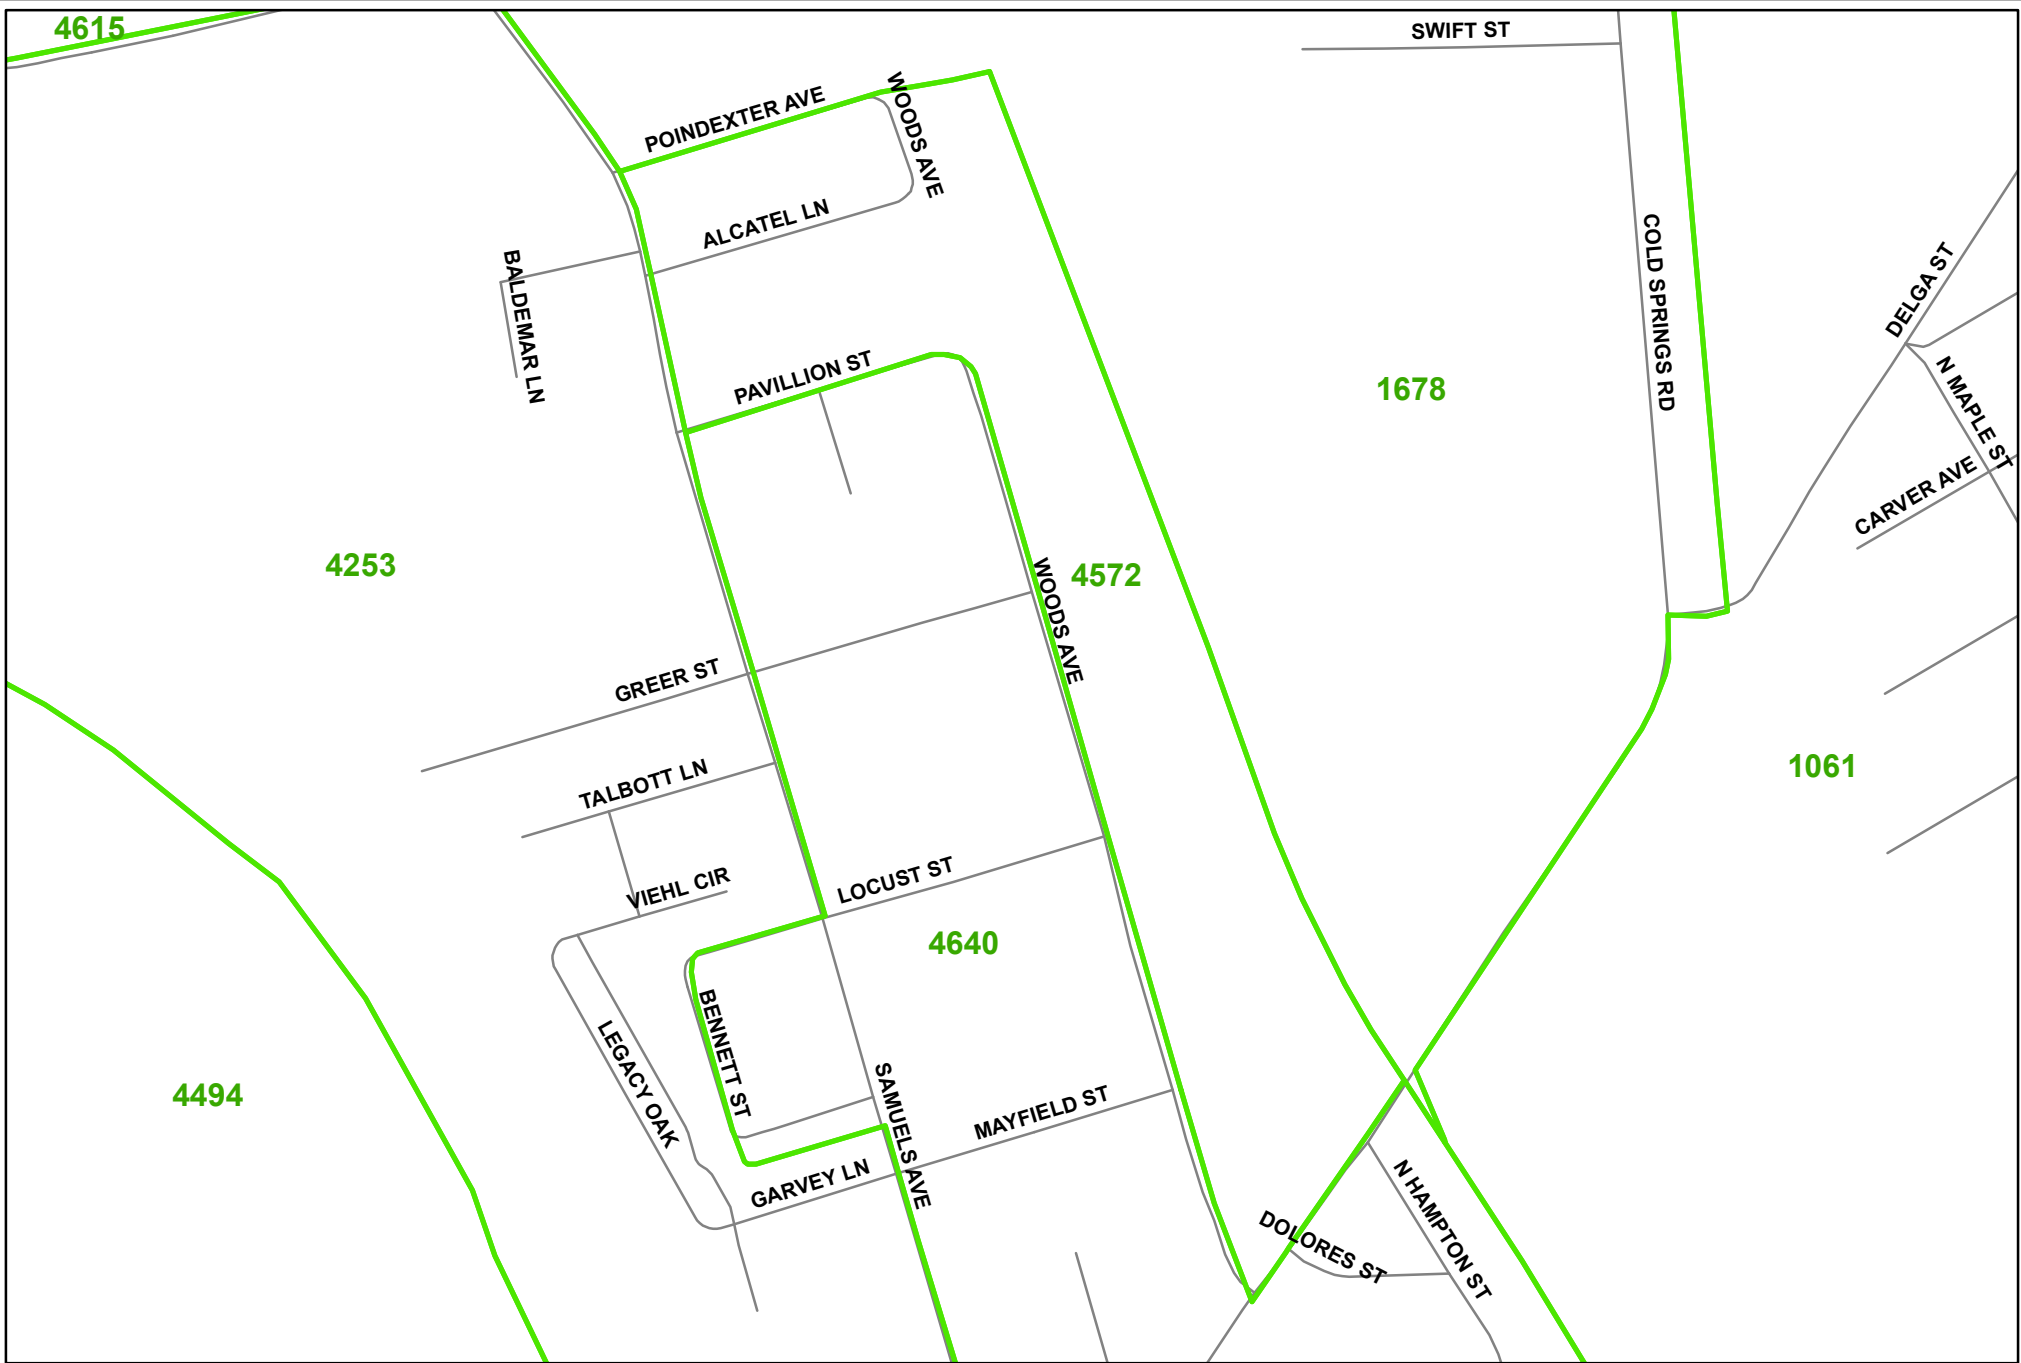 4615
SWIFT ST
POINDEXTER AVE
WOODS AVE
ALCATEL LN
BALDEMAR LN
COLD SPRINGS RD
DELGA ST
PAVILLION ST
1678
N MAPLE ST
CARVER AVE
4253
4572
WOODS AVE
GREER ST
TALBOTT LN
1061
VIEHL CIR
LOCUST ST
4640
BENNETT ST
LEGACY OAK
4494
SAMUELS AVE
MAYFIELD ST
GARVEY LN
N HAMPTON ST
DOLORES ST